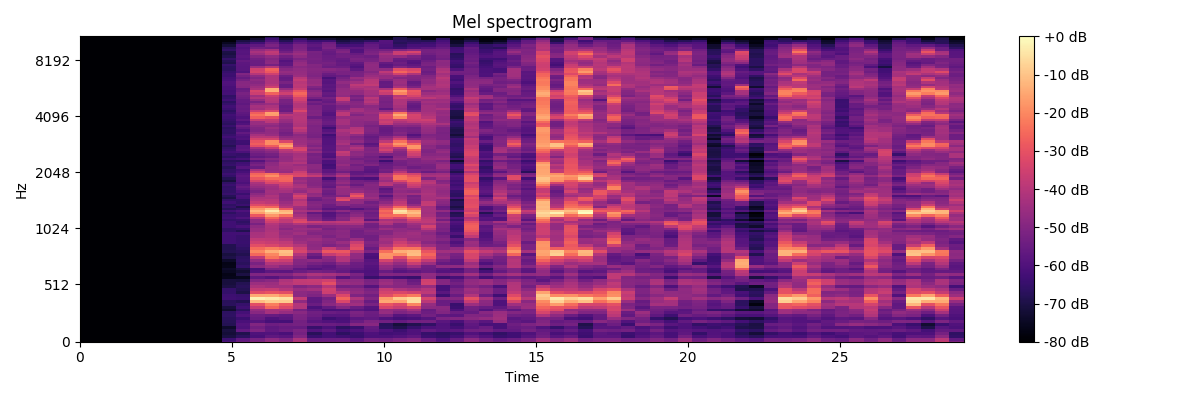 Mel spectrogram
Hz
8192
4096
2048
1024
512
0
0 5 10 15 20 25
Time
+0 dB
-10 dB
-20 dB
-30 dB
-40 dB
-50 dB
-60 dB
-70 dB
-80 dB